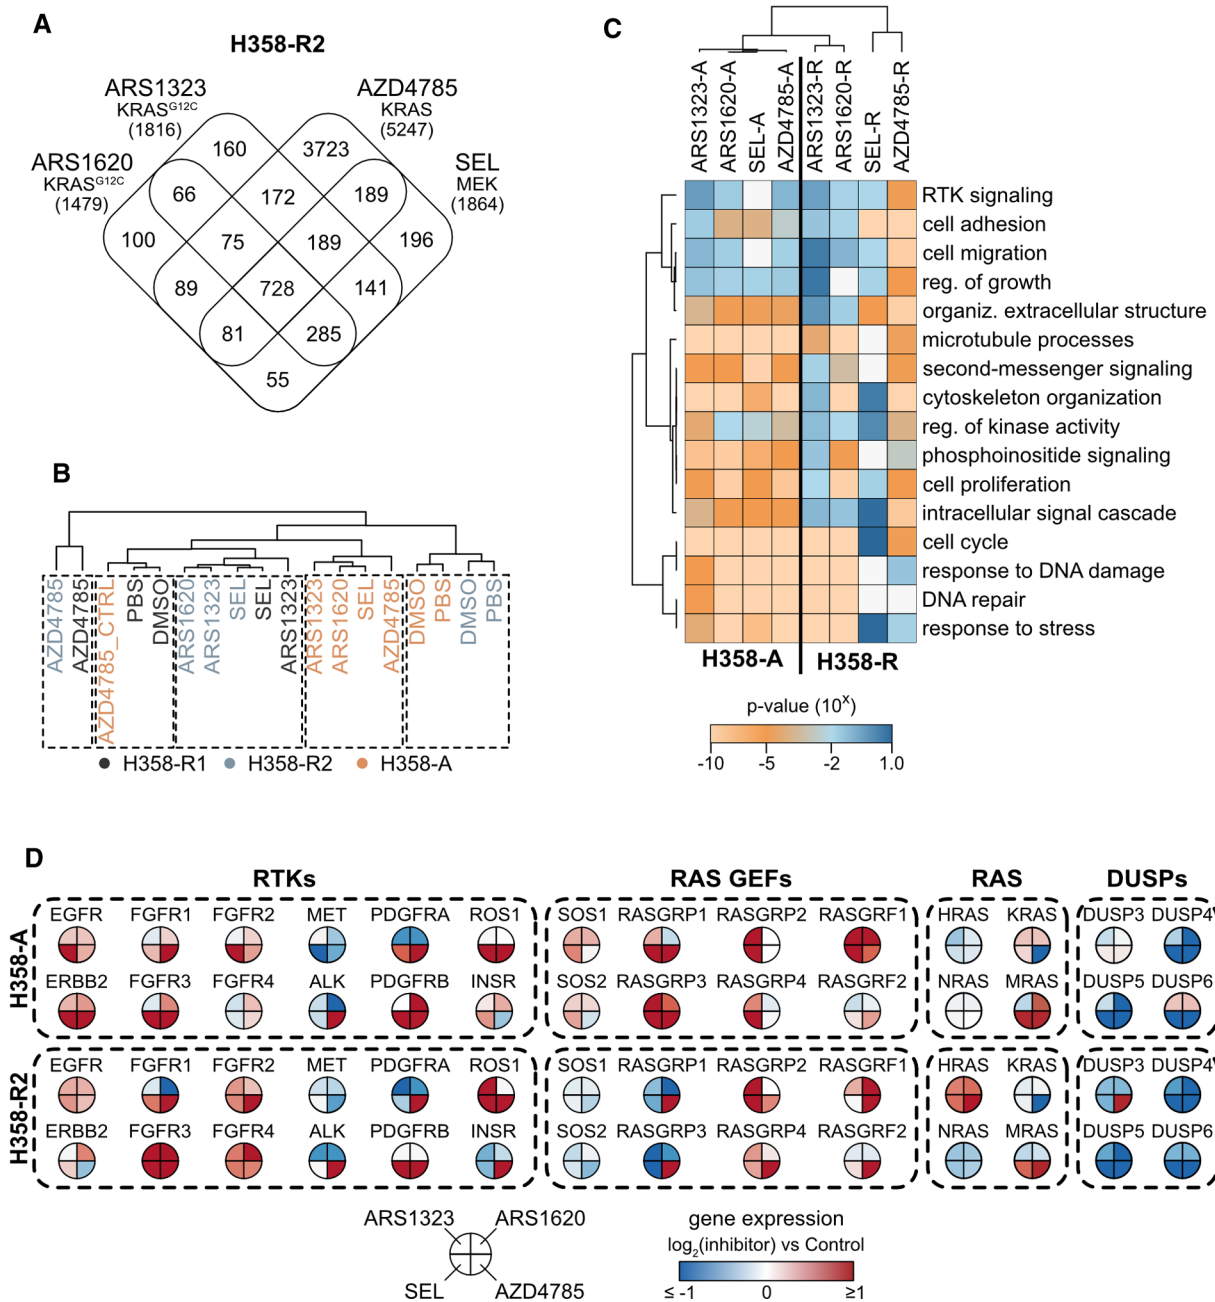 A
H358-R2
ARS1323
KRASG12C
(1816)
AZD4785
KRAS
(5247)
ARS1620
KRASG12C
(1479)
SEL
MEK
(1864)
160
3723
66
172
189
100
75
189
196
89
728
141
81
285
55
B
AZD4785
AZD4785
AZD4785_CTRL
PBS
DMSO
ARS1620
ARS1323
SEL
SEL
ARS1323
ARS1323
ARS1620
SEL
AZD4785
DMSO
PBS
DMSO
PBS
H358-R1 H358-R2 H358-A
C
ARS1323-A
ARS1620-A
SEL-A
AZD4785-A
ARS1323-R
ARS1620-R
SEL-R
AZD4785-R
RTK signaling
cell adhesion
cell migration
reg. of growth
organiz. extracellular structure
microtubule processes
second-messenger signaling
cytoskeleton organization
reg. of kinase activity
phosphoinositide signaling
cell proliferation
intracellular signal cascade
cell cycle
response to DNA damage
DNA repair
response to stress
H358-A H358-R
p-value (10x)
-10 -5 -2 1.0
D
RTKs RAS GEFs RAS DUSPs
H358-A
EGFR FGFR1 FGFR2 MET PDGFRA ROS1 SOS1 RASGRP1 RASGRP2 RASGRF1 HRAS KRAS DUSP3 DUSP4
ERBB2 FGFR3 FGFR4 ALK PDGFRB INSR SOS2 RASGRP3 RASGRP4 RASGRF2 NRAS MRAS DUSP5 DUSP6
H358-R2
EGFR FGFR1 FGFR2 MET PDGFRA ROS1 SOS1 RASGRP1 RASGRP2 RASGRF1 HRAS KRAS DUSP3 DUSP4
ERBB2 FGFR3 FGFR4 ALK PDGFRB INSR SOS2 RASGRP3 RASGRP4 RASGRF2 NRAS MRAS DUSP5 DUSP6
ARS1323 ARS1620
SEL AZD4785
gene expression
log2(inhibitor) vs Control
≤ -1 0 ≥1